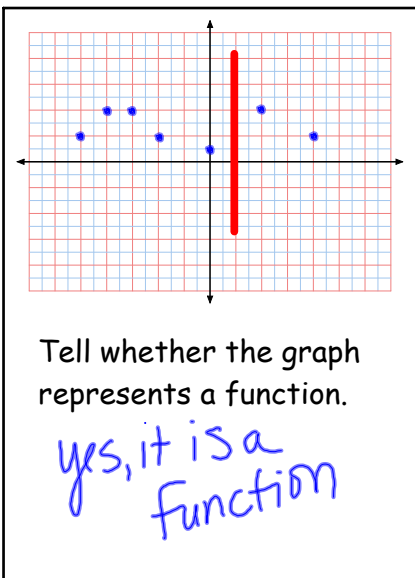 Tell whether the graph
represents a function.
yes, it is a
function